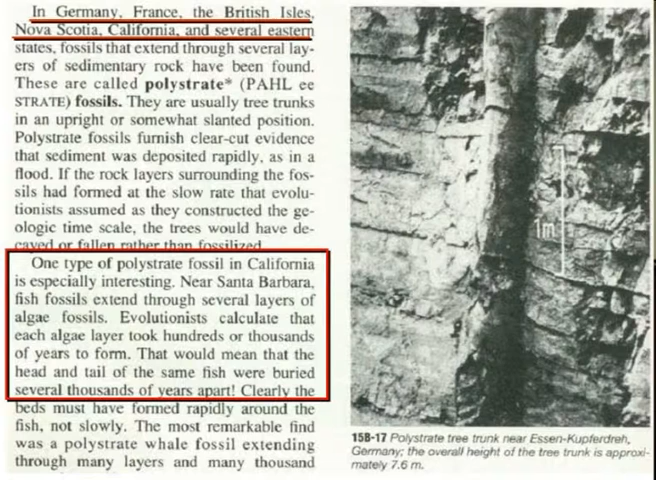 In Germany, France, the British Isles,
Nova Scotia, California, and several eastern
states, fossils that extend through several lay-
ers of sedimentary rock have been found.
These are called polystrate* (PAHL ee
STRATE) fossils. They are usually tree trunks
in an upright or somewhat slanted position.
Polystrate fossils furnish clear-cut evidence
that sediment was deposited rapidly, as in a
flood. If the rock layers surrounding the fos-
sils had formed at the slow rate that evolu-
tionists assumed as they constructed the ge-
ologic time scale, the trees would have de-
cayed or fallen rather than fossilized.
One type of polystrate fossil in California
is especially interesting. Near Santa Barbara,
fish fossils extend through several layers of
algae fossils. Evolutionists calculate that
each algae layer took hundreds or thousands
of years to form. That would mean that the
head and tail of the same fish were buried
several thousands of years apart! Clearly the
beds must have formed rapidly around the
fish, not slowly. The most remarkable find
was a polystrate whale fossil extending
through many layers and many thousand
1m
15B-17 Polystrate tree trunk near Essen-Kupferdreh,
Germany; the overall height of the tree trunk is approxi-
mately 7.6 m.